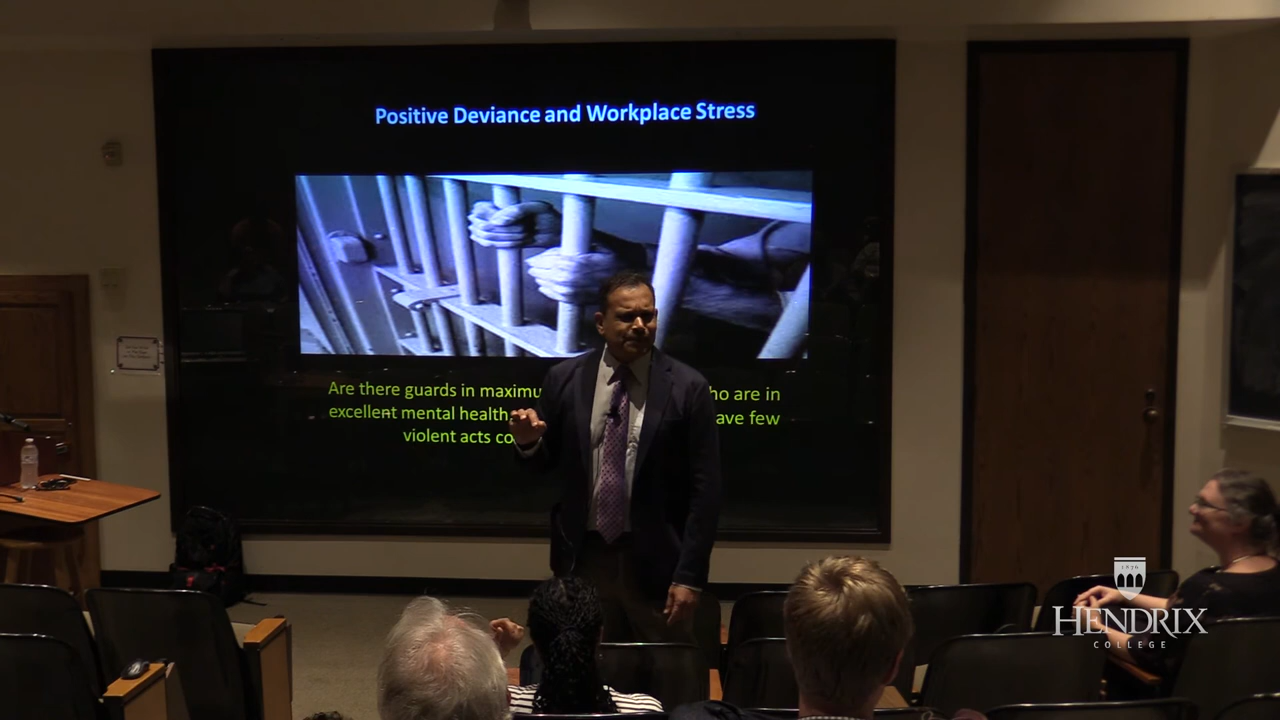 Positive Deviance and Workplace Stress
Are there guards in maximu ho are in
excellent mental health, ave few
violent acts co
1876
HENDRIX
COLLEGE